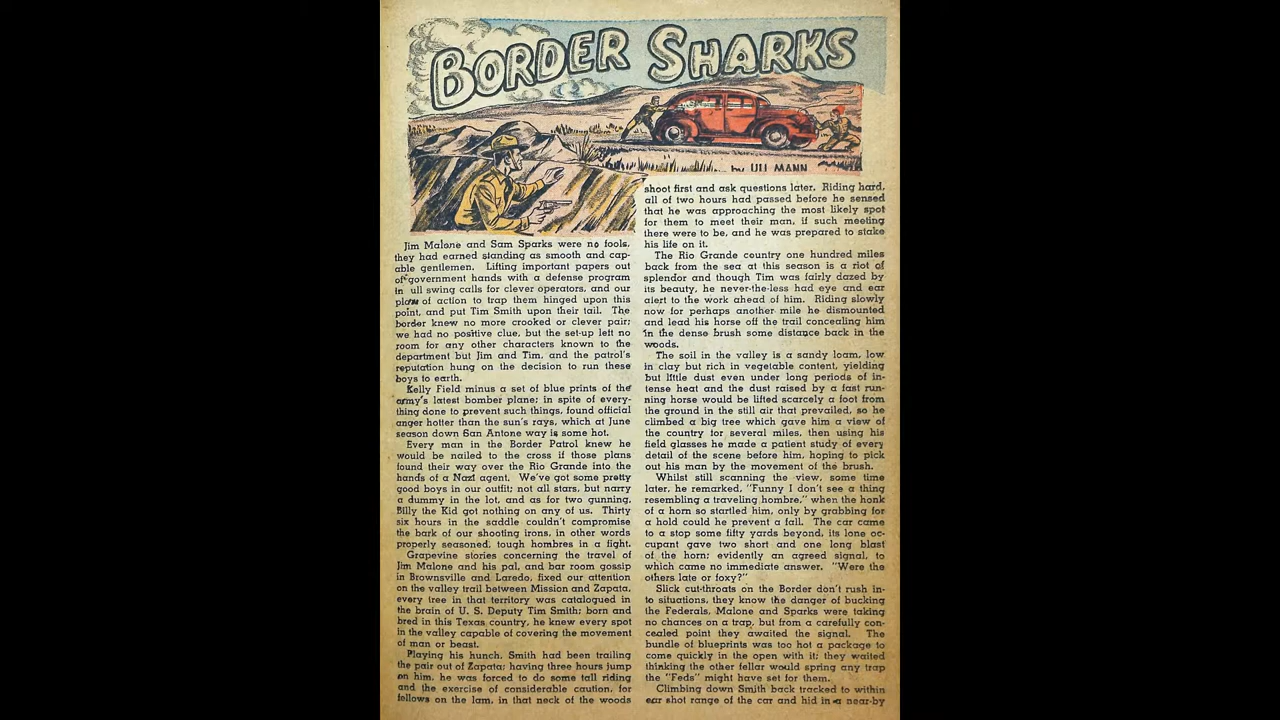 BORDER SHARKS
by ULI MANN
Jim Malone and Sam Sparks were no fools,
they had earned standing as smooth and cap-
able gentlemen. Lifting important papers out
of government hands with a defense program
in ull swing calls for clever operators, and our
plans of action to trap them hinged upon this
point, and put Tim Smith upon their tail. The
border knew no more crooked or clever pair;
we had no positive clue, but the set-up left no
room for any other characters known to the
department but Jim and Tim, and the patrol's
reputation hung on the decision to run these
boys to earth.
Kelly Field minus a set of blue prints of the
army's latest bomber plane; in spite of every-
thing done to prevent such things, found official
anger hotter than the sun's rays, which at June
season down San Antone way is some hot.
Every man in the Border Patrol knew he
would be nailed to the cross if those plans
found their way over the Rio Grande into the
hands of a Nazi agent. We've got some pretty
good boys in our outfit; not all stars, but narry
a dummy in the lot, and as for two gunning,
Billy the Kid got nothing on any of us. Thirty
six hours in the saddle couldn't compromise
the bark of our shooting irons, in other words
properly seasoned, tough hombres in a fight.
Grapevine stories concerning the travel of
Jim Malone and his pal, and bar room gossip
in Brownsville and Laredo, fixed our attention
on the valley trail between Mission and Zapata,
every tree in that territory was catalogued in
the brain of U. S. Deputy Tim Smith; born and
bred in this Texas country, he knew every spot
in the valley capable of covering the movement
of man or beast.
Playing his hunch, Smith had been trailing
the pair out of Zapata; having three hours jump
on him, he was forced to do some tall riding
and the exercise of considerable caution, for
fellows on the lam, in that neck of the woods
shoot first and ask questions later. Riding hard,
all of two hours had passed before he sensed
that he was approaching the most likely spot
for them to meet their man, if such meeting
there were to be, and he was prepared to stake
his life on it.
The Rio Grande country one hundred miles
back from the sea at this season is a riot of
splendor and though Tim was fairly dazed by
its beauty, he never-the-less had eye and ear
alert to the work ahead of him. Riding slowly
now for perhaps another mile he dismounted
and lead his horse off the trail concealing him
in the dense brush some distance back in the
woods.
The soil in the valley is a sandy loam, low
in clay but rich in vegetable content, yielding
but little dust even under long periods of in-
tense heat and the dust raised by a fast run-
ning horse would be lifted scarcely a foot from
the ground in the still air that prevailed, so he
climbed a big tree which gave him a view of
the country for several miles, then using his
field glasses he made a patient study of every
detail of the scene before him, hoping to pick
out his man by the movement of the brush.
Whilst still scanning the view, some time
later, he remarked, "Funny I don't see a thing
resembling a traveling hombre," when the honk
of a horn so startled him, only by grabbing for
a hold could he prevent a fall. The car came
to a stop some fifty yards beyond, its lone oc-
cupant gave two short and one long blast
of the horn; evidently an agreed signal, to
which came no immediate answer. "Were the
others late or foxy?"
Slick cut-throats on the Border don't rush in-
to situations, they know the danger of bucking
the Federals, Malone and Sparks were taking
no chances on a trap, but from a carefully con-
cealed point they awaited the signal. The
bundle of blueprints was too hot a package to
come quickly in the open with it; they waited
thinking the other fellar would spring any trap
the "Feds" might have set for them.
Climbing down Smith back tracked to within
ear shot range of the car and hid in a near-by